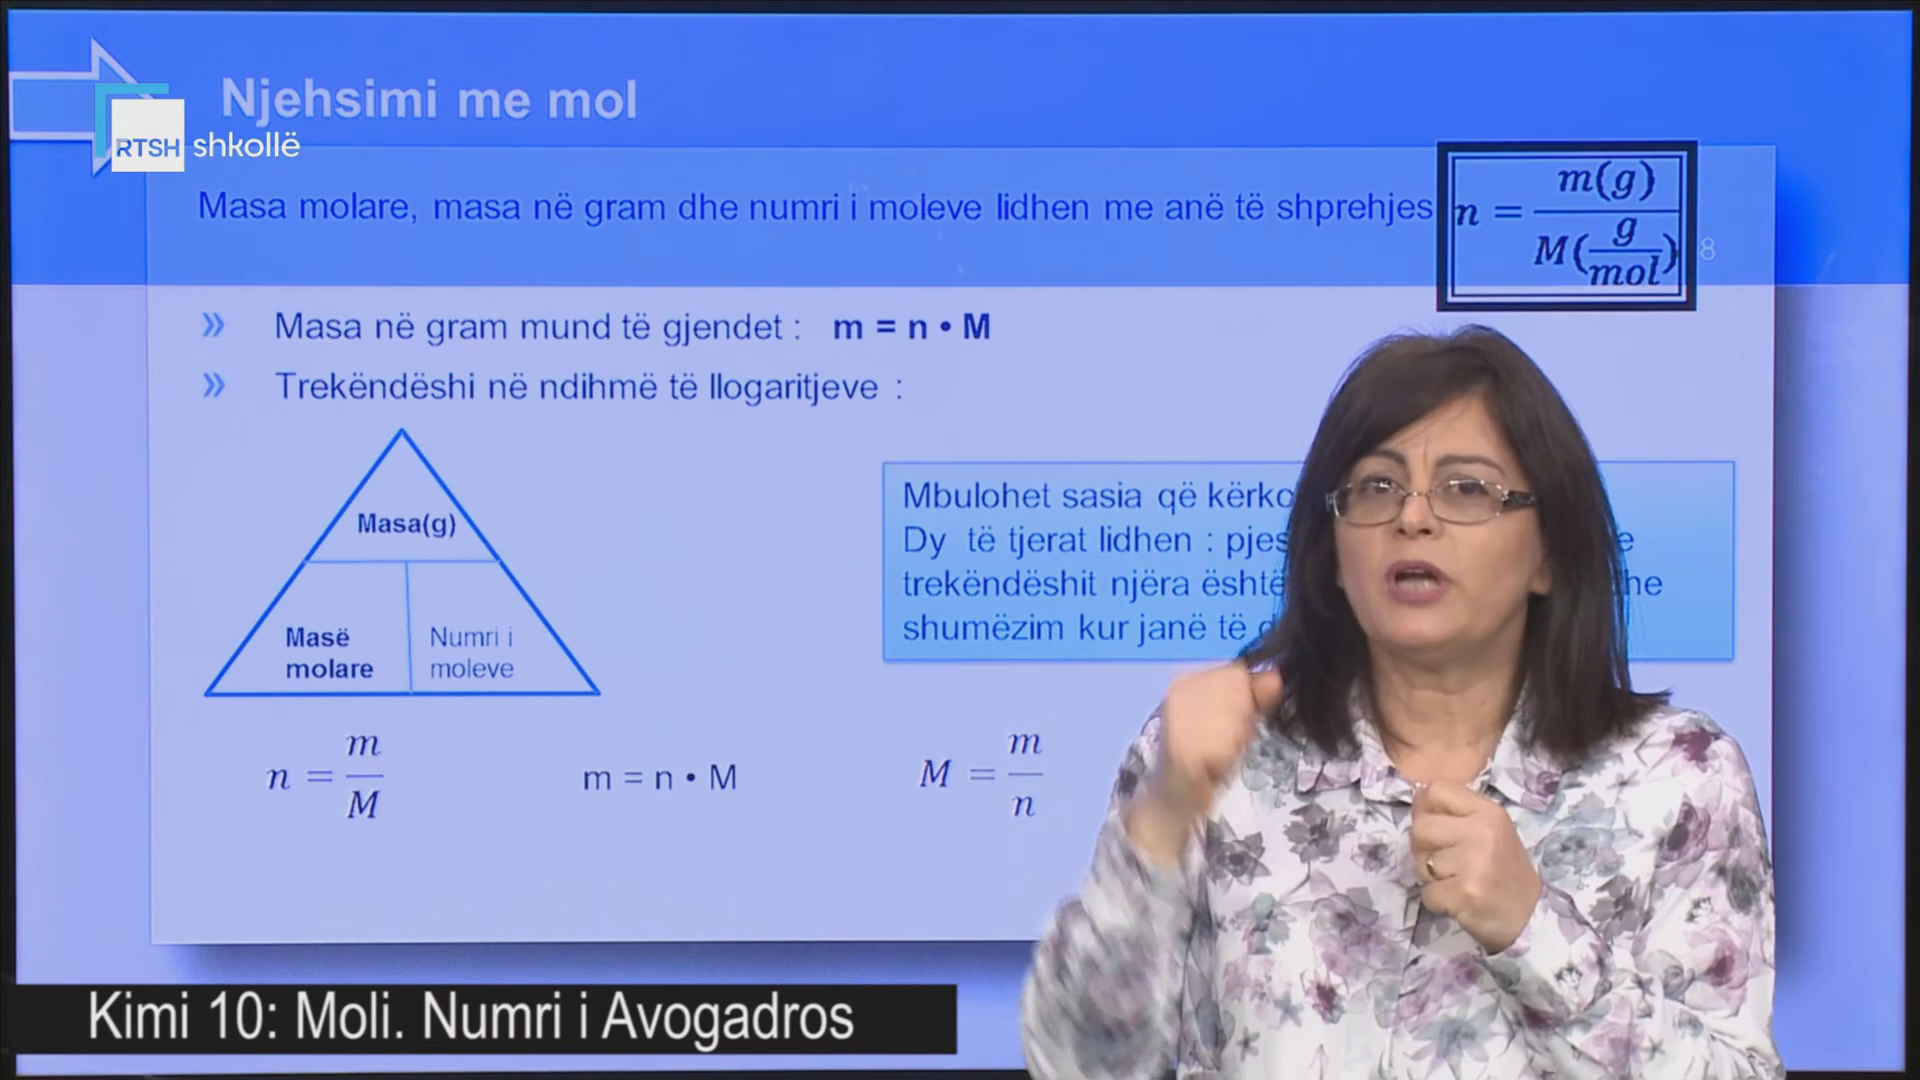 Njehsimi me mol
RTSH shkollë
Masa molare, masa në gram dhe numri i moleve lidhen me anë të shprehjes
n = m(g) / M(g/mol)
8
» Masa në gram mund të gjendet : m = n • M
» Trekëndëshi në ndihmë të llogaritjeve :
Masa(g)
Masë molare
Numri i moleve
Mbulohet sasia që
Dy të tjerat lidhen :
trekëndëshit njëra është
shumëzim kur janë të
n = m / M
m = n • M
M = m / n
Kimi 10: Moli. Numri i Avogadros